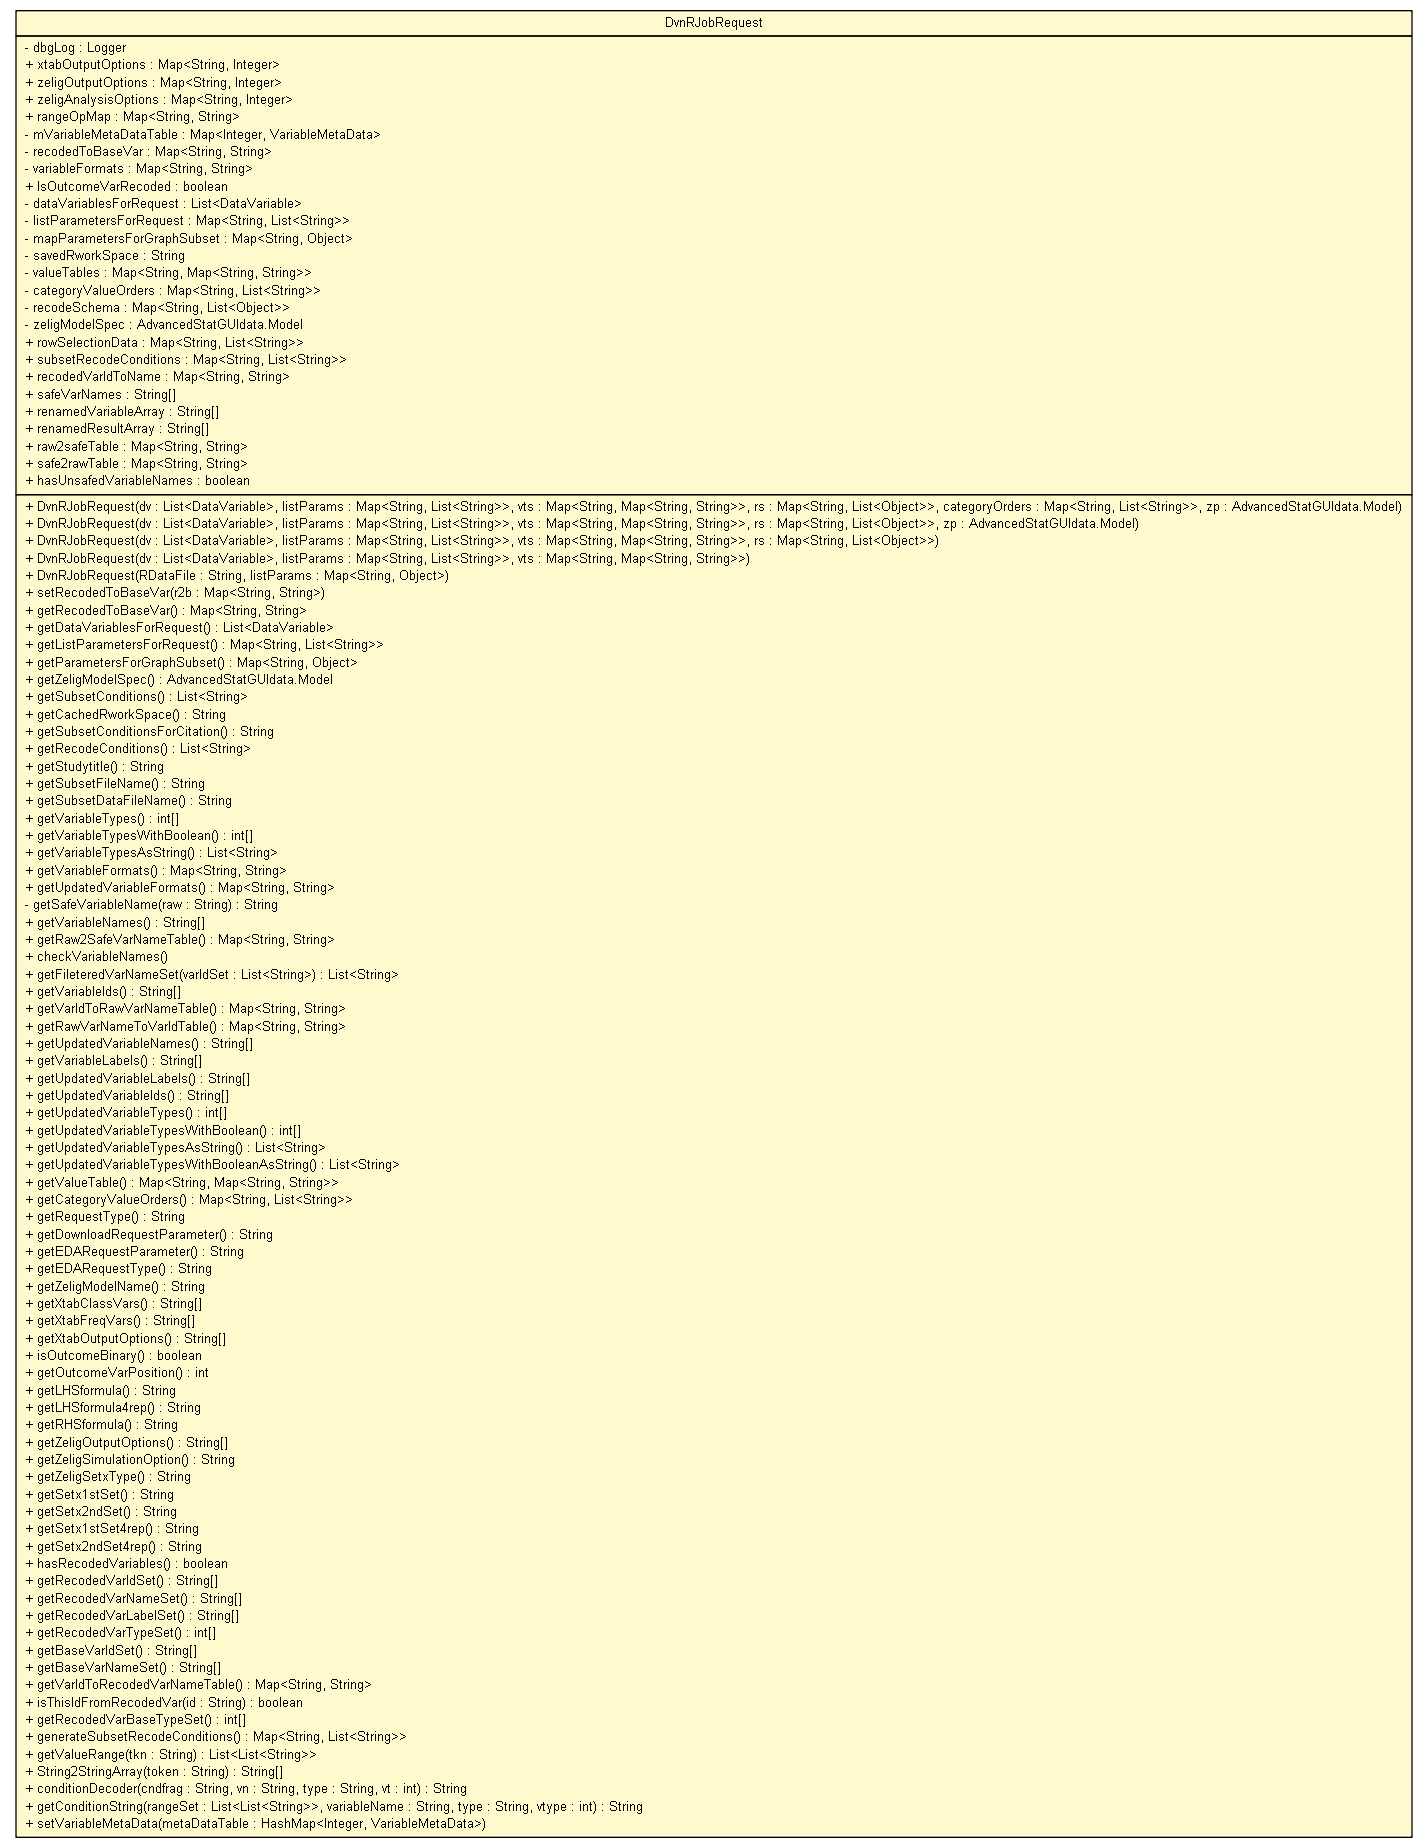 DvnRJobRequest
- dbgLog : Logger
+ xtabOutputOptions : Map<String, Integer>
+ zeligOutputOptions : Map<String, Integer>
+ zeligAnalysisOptions : Map<String, Integer>
+ rangeOpMap : Map<String, String>
- mVariableMetaDataTable : Map<Integer, VariableMetaData>
- recodedToBaseVar : Map<String, String>
- variableFormats : Map<String, String>
+ IsOutcomeVarRecoded : boolean
- dataVariablesForRequest : List<DataVariable>
- listParametersForRequest : Map<String, List<String>>
- mapParametersForGraphSubset : Map<String, Object>
- savedRworkSpace : String
- valueTables : Map<String, Map<String, String>>
- categoryValueOrders : Map<String, List<String>>
- recodeSchema : Map<String, List<Object>>
- zeligModelSpec : AdvancedStatGUIdata.Model
+ rowSelectionData : Map<String, List<String>>
+ subsetRecodeConditions : Map<String, List<String>>
+ recodedVarIdToName : Map<String, String>
+ safeVarNames : String[]
+ renamedVariableArray : String[]
+ renamedResultArray : String[]
+ raw2safeTable : Map<String, String>
+ safe2rawTable : Map<String, String>
+ hasUnsafedVariableNames : boolean
+ DvnRJobRequest(dv : List<DataVariable>, listParams : Map<String, List<String>>, vts : Map<String, Map<String, String>>, rs : Map<String, List<Object>>, categoryOrders : Map<String, List<String>>, zp : AdvancedStatGUIdata.Model)
+ DvnRJobRequest(dv : List<DataVariable>, listParams : Map<String, List<String>>, vts : Map<String, Map<String, String>>, rs : Map<String, List<Object>>, zp : AdvancedStatGUIdata.Model)
+ DvnRJobRequest(dv : List<DataVariable>, listParams : Map<String, List<String>>, vts : Map<String, Map<String, String>>, rs : Map<String, List<Object>>)
+ DvnRJobRequest(dv : List<DataVariable>, listParams : Map<String, List<String>>, vts : Map<String, Map<String, String>>)
+ DvnRJobRequest(RDataFile : String, listParams : Map<String, Object>)
+ setRecodedToBaseVar(r2b : Map<String, String>)
+ getRecodedToBaseVar() : Map<String, String>
+ getDataVariablesForRequest() : List<DataVariable>
+ getListParametersForRequest() : Map<String, List<String>>
+ getParametersForGraphSubset() : Map<String, Object>
+ getZeligModelSpec() : AdvancedStatGUIdata.Model
+ getSubsetConditions() : List<String>
+ getCachedRworkSpace() : String
+ getSubsetConditionsForCitation() : String
+ getRecodeConditions() : List<String>
+ getStudytitle() : String
+ getSubsetFileName() : String
+ getSubsetDataFileName() : String
+ getVariableTypes() : int[]
+ getVariableTypesWithBoolean() : int[]
+ getVariableTypesAsString() : List<String>
+ getVariableFormats() : Map<String, String>
+ getUpdatedVariableFormats() : Map<String, String>
- getSafeVariableName(raw : String) : String
+ getVariableNames() : String[]
+ getRaw2SafeVarNameTable() : Map<String, String>
+ checkVariableNames()
+ getFileteredVarNameSet(varIdSet : List<String>) : List<String>
+ getVariableIds() : String[]
+ getVarIdToRawVarNameTable() : Map<String, String>
+ getRawVarNameToVarIdTable() : Map<String, String>
+ getUpdatedVariableNames() : String[]
+ getVariableLabels() : String[]
+ getUpdatedVariableLabels() : String[]
+ getUpdatedVariableIds() : String[]
+ getUpdatedVariableTypes() : int[]
+ getUpdatedVariableTypesWithBoolean() : int[]
+ getUpdatedVariableTypesAsString() : List<String>
+ getUpdatedVariableTypesWithBooleanAsString() : List<String>
+ getValueTable() : Map<String, Map<String, String>>
+ getCategoryValueOrders() : Map<String, List<String>>
+ getRequestType() : String
+ getDownloadRequestParameter() : String
+ getEDARequestParameter() : String
+ getEDARequestType() : String
+ getZeligModelName() : String
+ getXtabClassVars() : String[]
+ getXtabFreqVars() : String[]
+ getXtabOutputOptions() : String[]
+ isOutcomeBinary() : boolean
+ getOutcomeVarPosition() : int
+ getLHSformula() : String
+ getLHSformula4rep() : String
+ getRHSformula() : String
+ getZeligOutputOptions() : String[]
+ getZeligSimulationOption() : String
+ getZeligSetxType() : String
+ getSetx1stSet() : String
+ getSetx2ndSet() : String
+ getSetx1stSet4rep() : String
+ getSetx2ndSet4rep() : String
+ hasRecodedVariables() : boolean
+ getRecodedVarIdSet() : String[]
+ getRecodedVarNameSet() : String[]
+ getRecodedVarLabelSet() : String[]
+ getRecodedVarTypeSet() : int[]
+ getBaseVarIdSet() : String[]
+ getBaseVarNameSet() : String[]
+ getVarIdToRecodedVarNameTable() : Map<String, String>
+ isThisIdFromRecodedVar(id : String) : boolean
+ getRecodedVarBaseTypeSet() : int[]
+ generateSubsetRecodeConditions() : Map<String, List<String>>
+ getValueRange(tkn : String) : List<List<String>>
+ String2StringArray(token : String) : String[]
+ conditionDecoder(cndfrag : String, vn : String, type : String, vt : int) : String
+ getConditionString(rangeSet : List<List<String>>, variableName : String, type : String, vtype : int) : String
+ setVariableMetaData(metaDataTable : HashMap<Integer, VariableMetaData>)